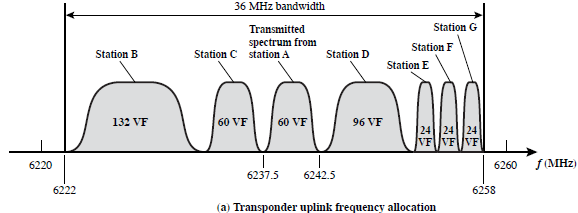 36 MHz bandwidth
Station G
Transmitted
spectrum from
station A
Station F
Station B
Station C
Station D
Station E
132 VF
60 VF
60 VF
96 VF
24
VF
24
VF
24
VF
6220
6222
6237.5
6242.5
6258
6260
f (MHz)
(a) Transponder uplink frequency allocation